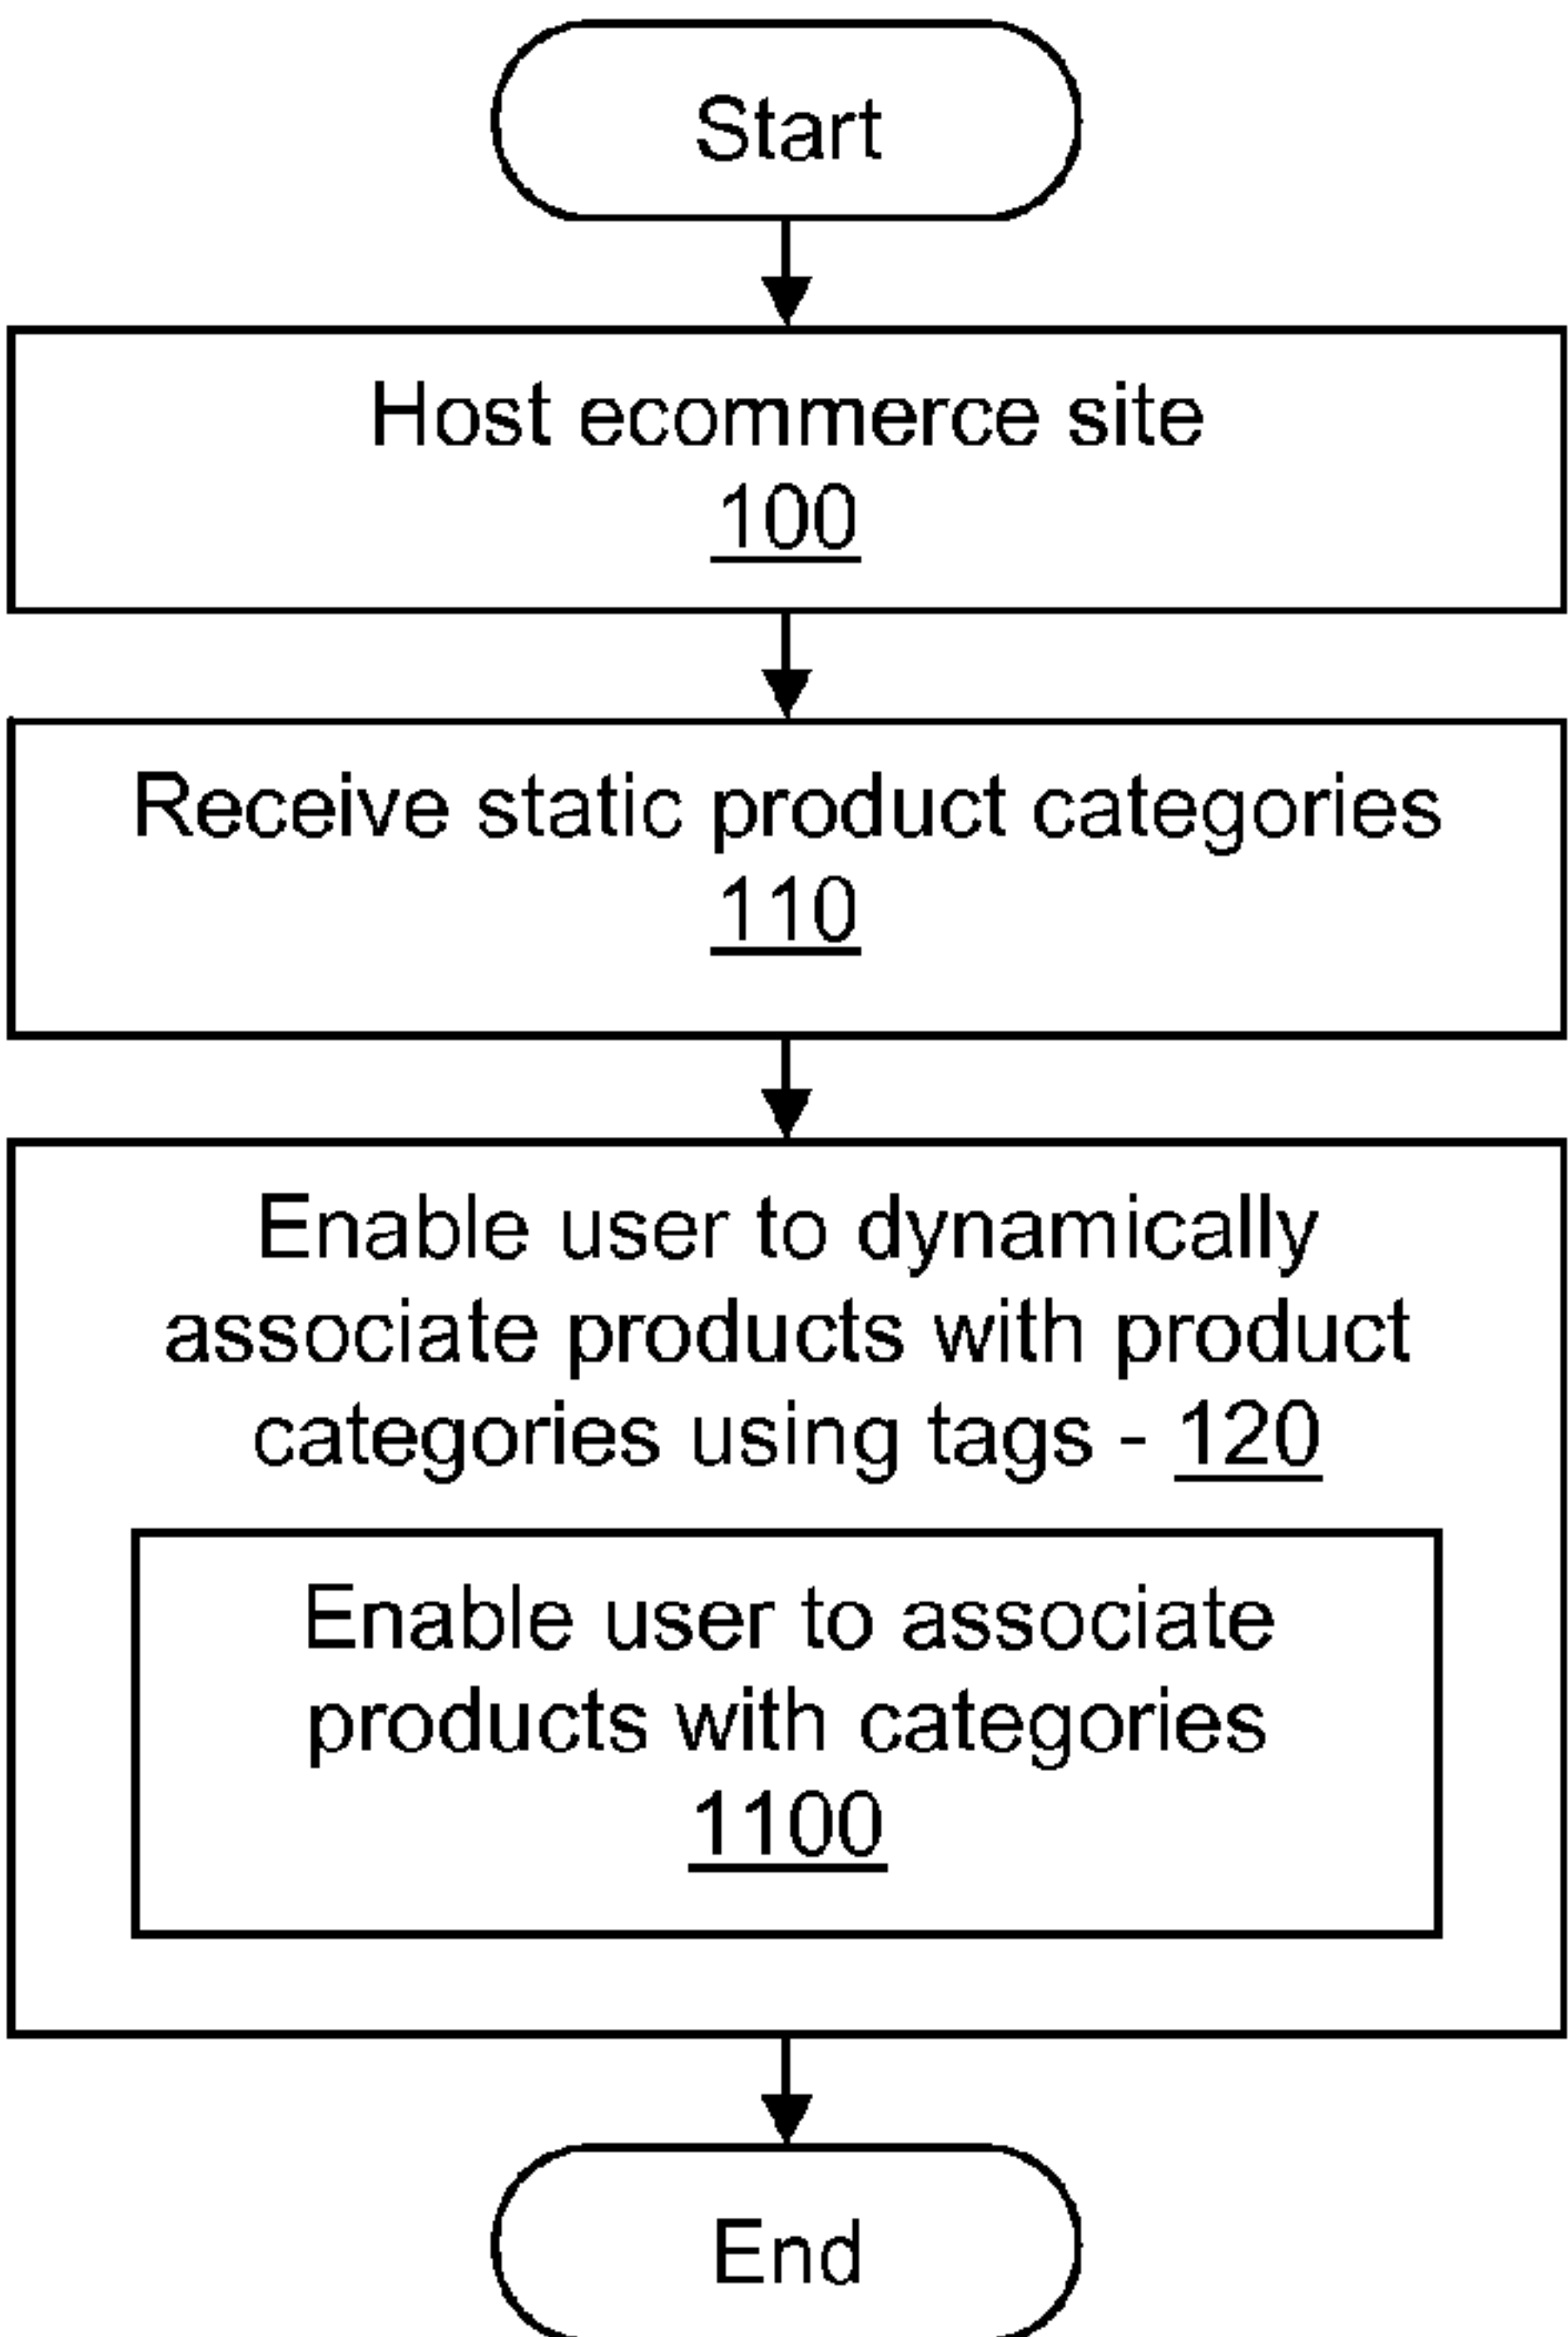 Start
Host ecommerce site
100
Receive static product categories
110
Enable user to dynamically
associate products with product
categories using tags - 120
Enable user to associate
products with categories
1100
End